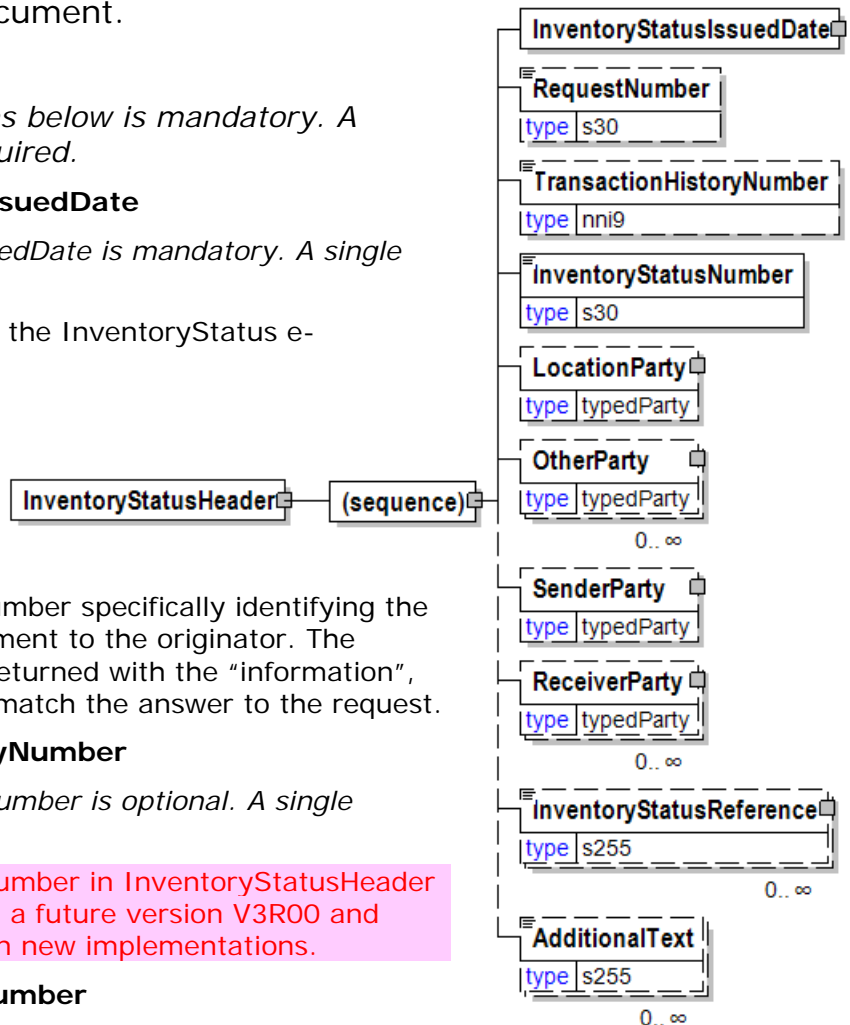 cument.
s below is mandatory. A
uired.
ssuedDate
edDate is mandatory. A single
the InventoryStatus e-
umber specifically identifying the
ment to the originator. The
eturned with the “information”,
match the answer to the request.
yNumber
umber is optional. A single
umber in InventoryStatusHeader
a future version V3R00 and
n new implementations.
umber
InventoryStatusHeader
(sequence)
InventoryStatusIssuedDate
RequestNumber
type s30
TransactionHistoryNumber
type nni9
InventoryStatusNumber
type s30
LocationParty
type typedParty
OtherParty
type typedParty
0.. ∞
SenderParty
type typedParty
ReceiverParty
type typedParty
0.. ∞
InventoryStatusReference
type s255
0.. ∞
AdditionalText
type s255
0.. ∞